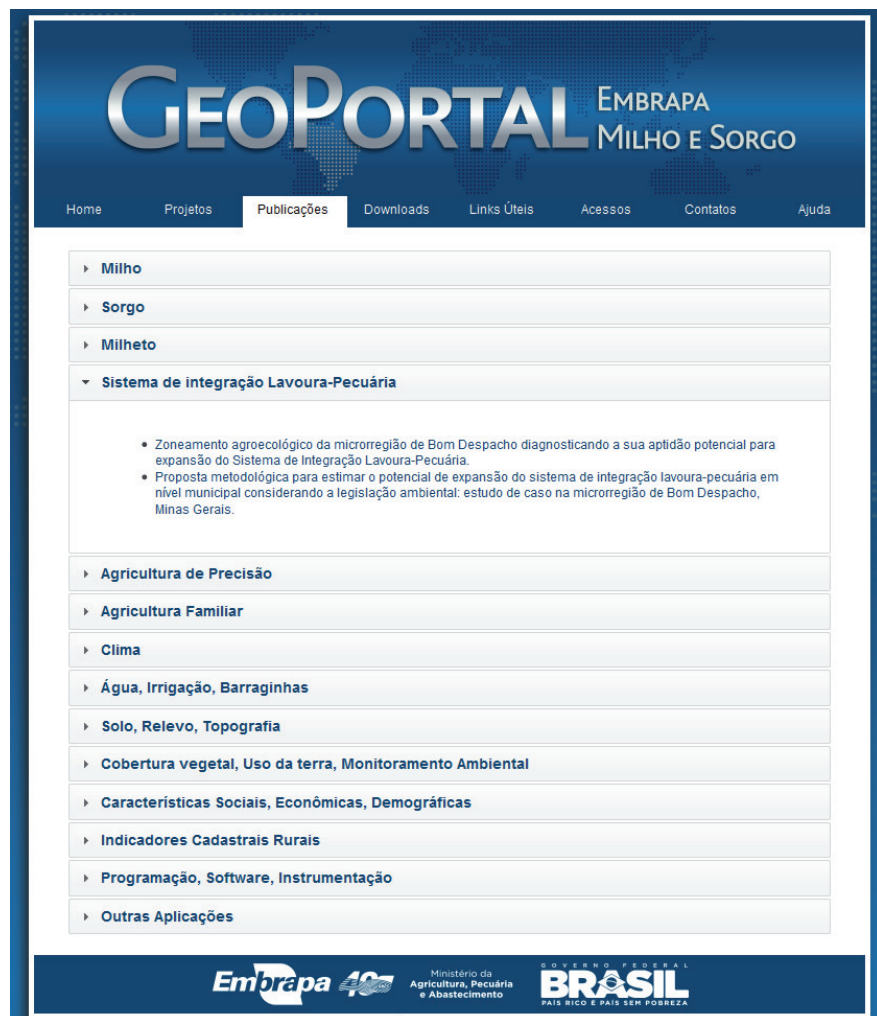 GEOPORTAL EMBRAPA
MILHO E SORGO
Home Projetos Publicações Downloads Links Úteis Acessos Contatos Ajuda
Milho
Sorgo
Milheto
Sistema de integração Lavoura-Pecuária
Zoneamento agroecológico da microrregião de Bom Despacho diagnosticando a sua aptidão potencial para
expansão do Sistema de Integração Lavoura-Pecuária.
Proposta metodológica para estimar o potencial de expansão do sistema de integração lavoura-pecuária em
nível municipal considerando a legislação ambiental: estudo de caso na microrregião de Bom Despacho,
Minas Gerais.
Agricultura de Precisão
Agricultura Familiar
Clima
Água, Irrigação, Barraginhas
Solo, Relevo, Topografia
Cobertura vegetal, Uso da terra, Monitoramento Ambiental
Características Sociais, Econômicas, Demográficas
Indicadores Cadastrais Rurais
Programação, Software, Instrumentação
Outras Aplicações
Embrapa 40
Ministério da
Agricultura, Pecuária
e Abastecimento
GOVERNO FEDERAL
BRASIL
PAÍS RICO É PAÍS SEM POBREZA